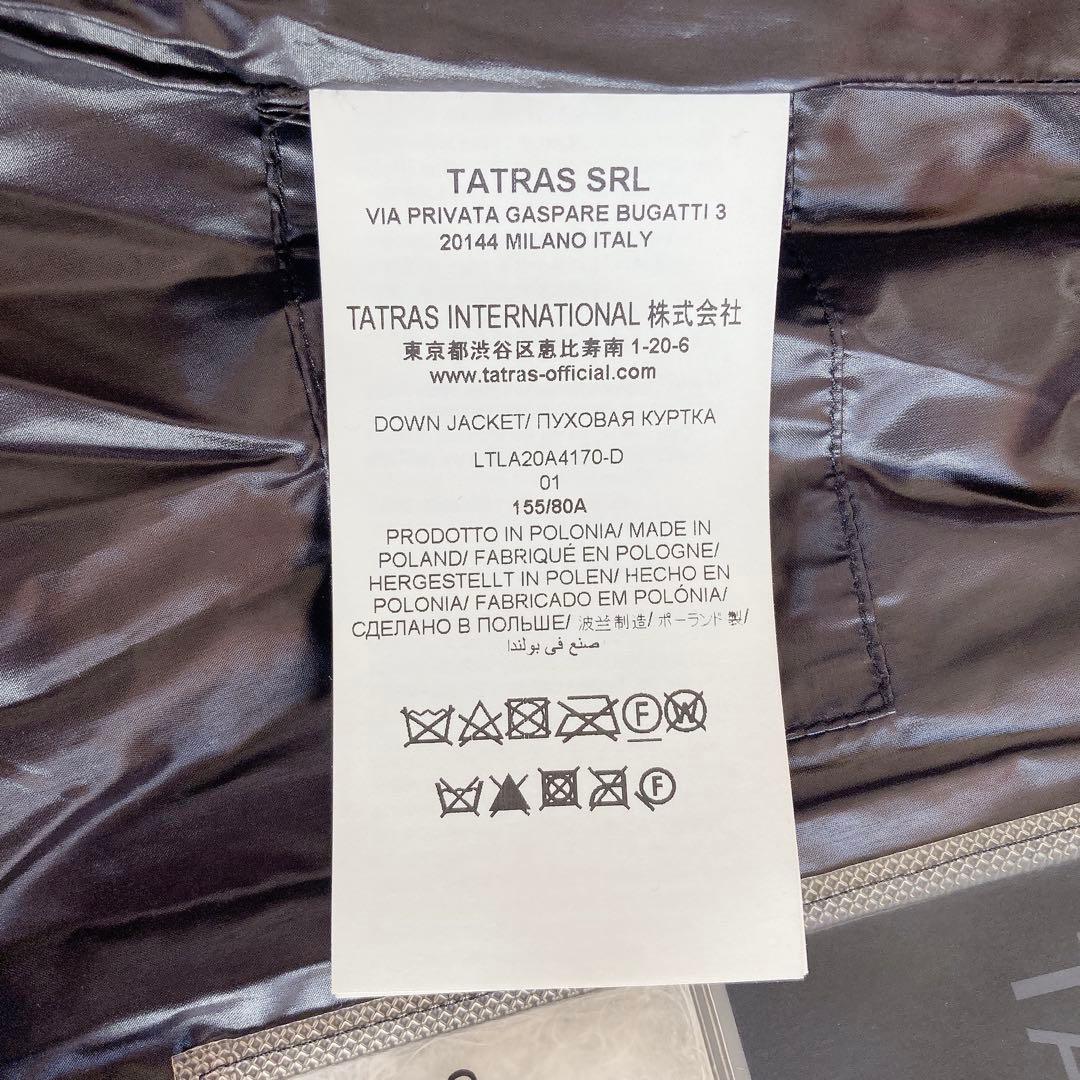 TATRAS SRL
VIA PRIVATA GASPARE BUGATTI 3
20144 MILANO ITALY
TATRAS INTERNATIONAL 株式会社
東京都渋谷区恵比寿南 1-20-6
www.tatras-official.com
DOWN JACKET/ ПУХОВАЯ КУРТКА
LTLA20A4170-D
01
155/80A
PRODOTTO IN POLONIA/ MADE IN
POLAND/ FABRIQUÉ EN POLOGNE/
HERGESTELLT IN POLEN/ HECHO EN
POLONIA/ FABRICADO EM POLÓNIA/
СДЕЛАНО В ПОЛЬШЕ/ 波兰制造/ ポーランド製/
صنع في بولندا
F W
F